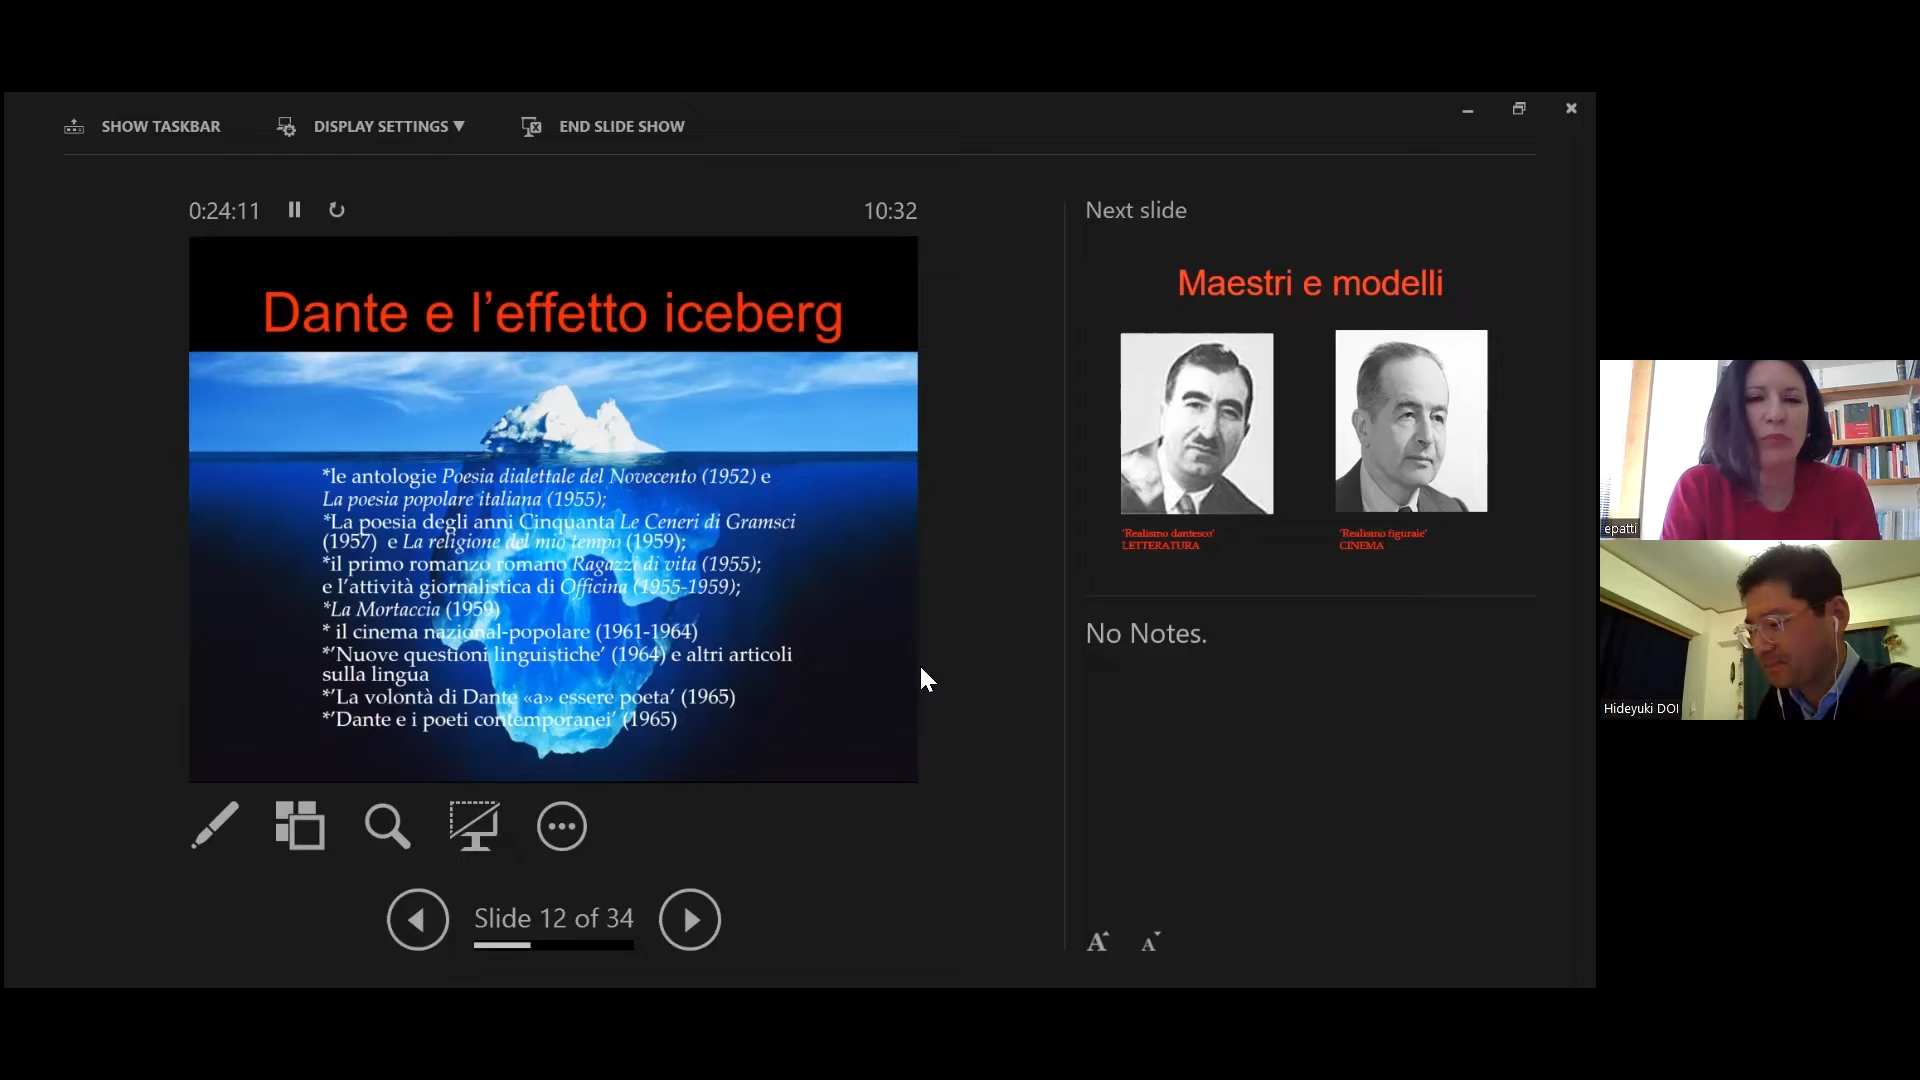 SHOW TASKBAR
DISPLAY SETTINGS ▼
END SLIDE SHOW
0:24:11
10:32
Dante e l’effetto iceberg
*le antologie Poesia dialettale del Novecento (1952) e
La poesia popolare italiana (1955);
*La poesia degli anni Cinquanta Le Ceneri di Gramsci
(1957) e La religione del mio tempo (1959);
*il primo romanzo romano Ragazzi di vita (1955);
e l’attività giornalistica di Officina (1955-1959);
*La Mortaccia (1959)
* il cinema nazional-popolare (1961-1964)
*’Nuove questioni linguistiche’ (1964) e altri articoli
sulla lingua
*’La volontà di Dante «a» essere poeta’ (1965)
*’Dante e i poeti contemporanei’ (1965)
Slide 12 of 34
Next slide
Maestri e modelli
‘Realismo dantesco’
LETTERATURA
‘Realismo figurale’
CINEMA
No Notes.
A A
epatti
Hideyuki DOI